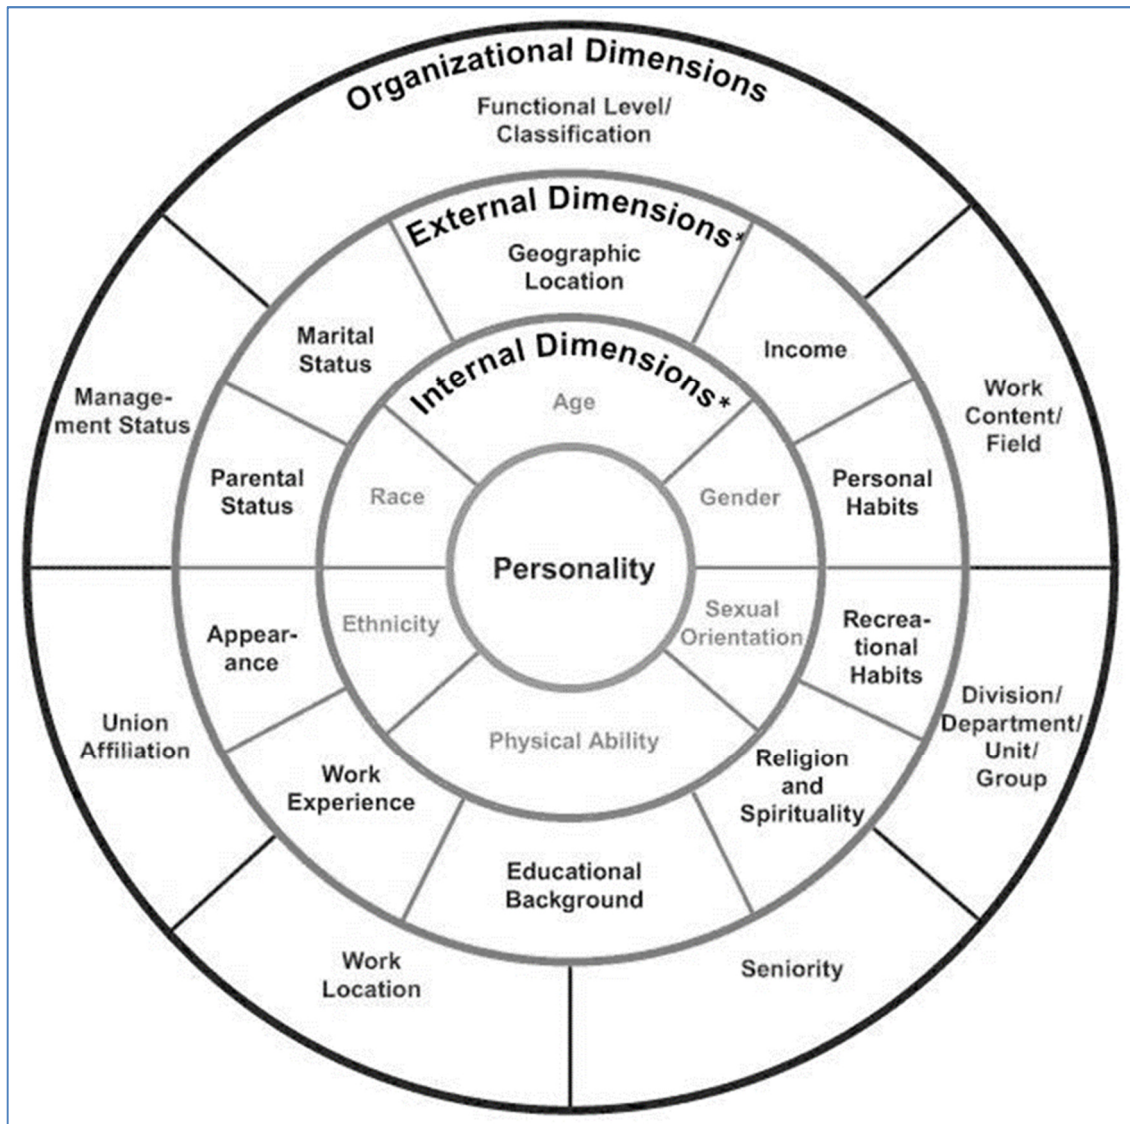 Organizational Dimensions
Functional Level/
Classification
External Dimensions*
Geographic
Location
Marital
Status
Income
Internal Dimensions*
Age
Manage-
ment Status
Work
Content/
Field
Parental
Status
Race
Gender
Personal
Habits
Personality
Appear-
ance
Ethnicity
Sexual
Orientation
Recrea-
tional
Habits
Union
Affiliation
Division/
Department/
Unit/
Group
Physical Ability
Work
Experience
Religion
and
Spirituality
Educational
Background
Work
Location
Seniority